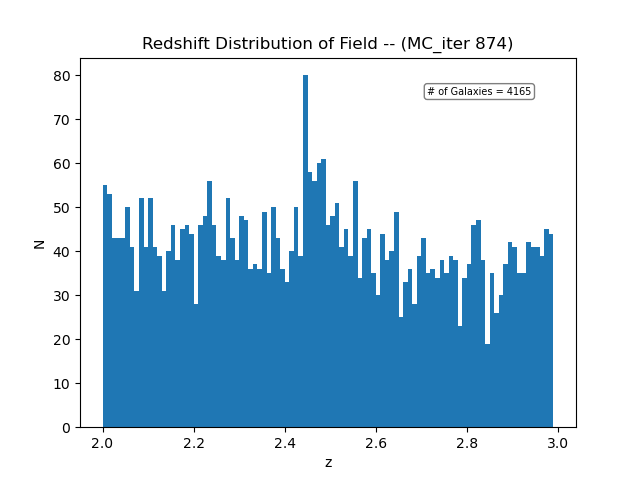 Redshift Distribution of Field -- (MC_iter 874)
# of Galaxies = 4165
80
70
60
50
40
30
20
10
0
N
2.0 2.2 2.4 2.6 2.8 3.0
z